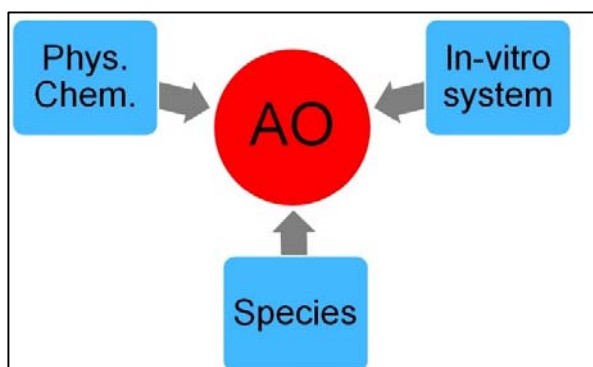 Phys.
Chem.
AO
In-vitro
system
Species